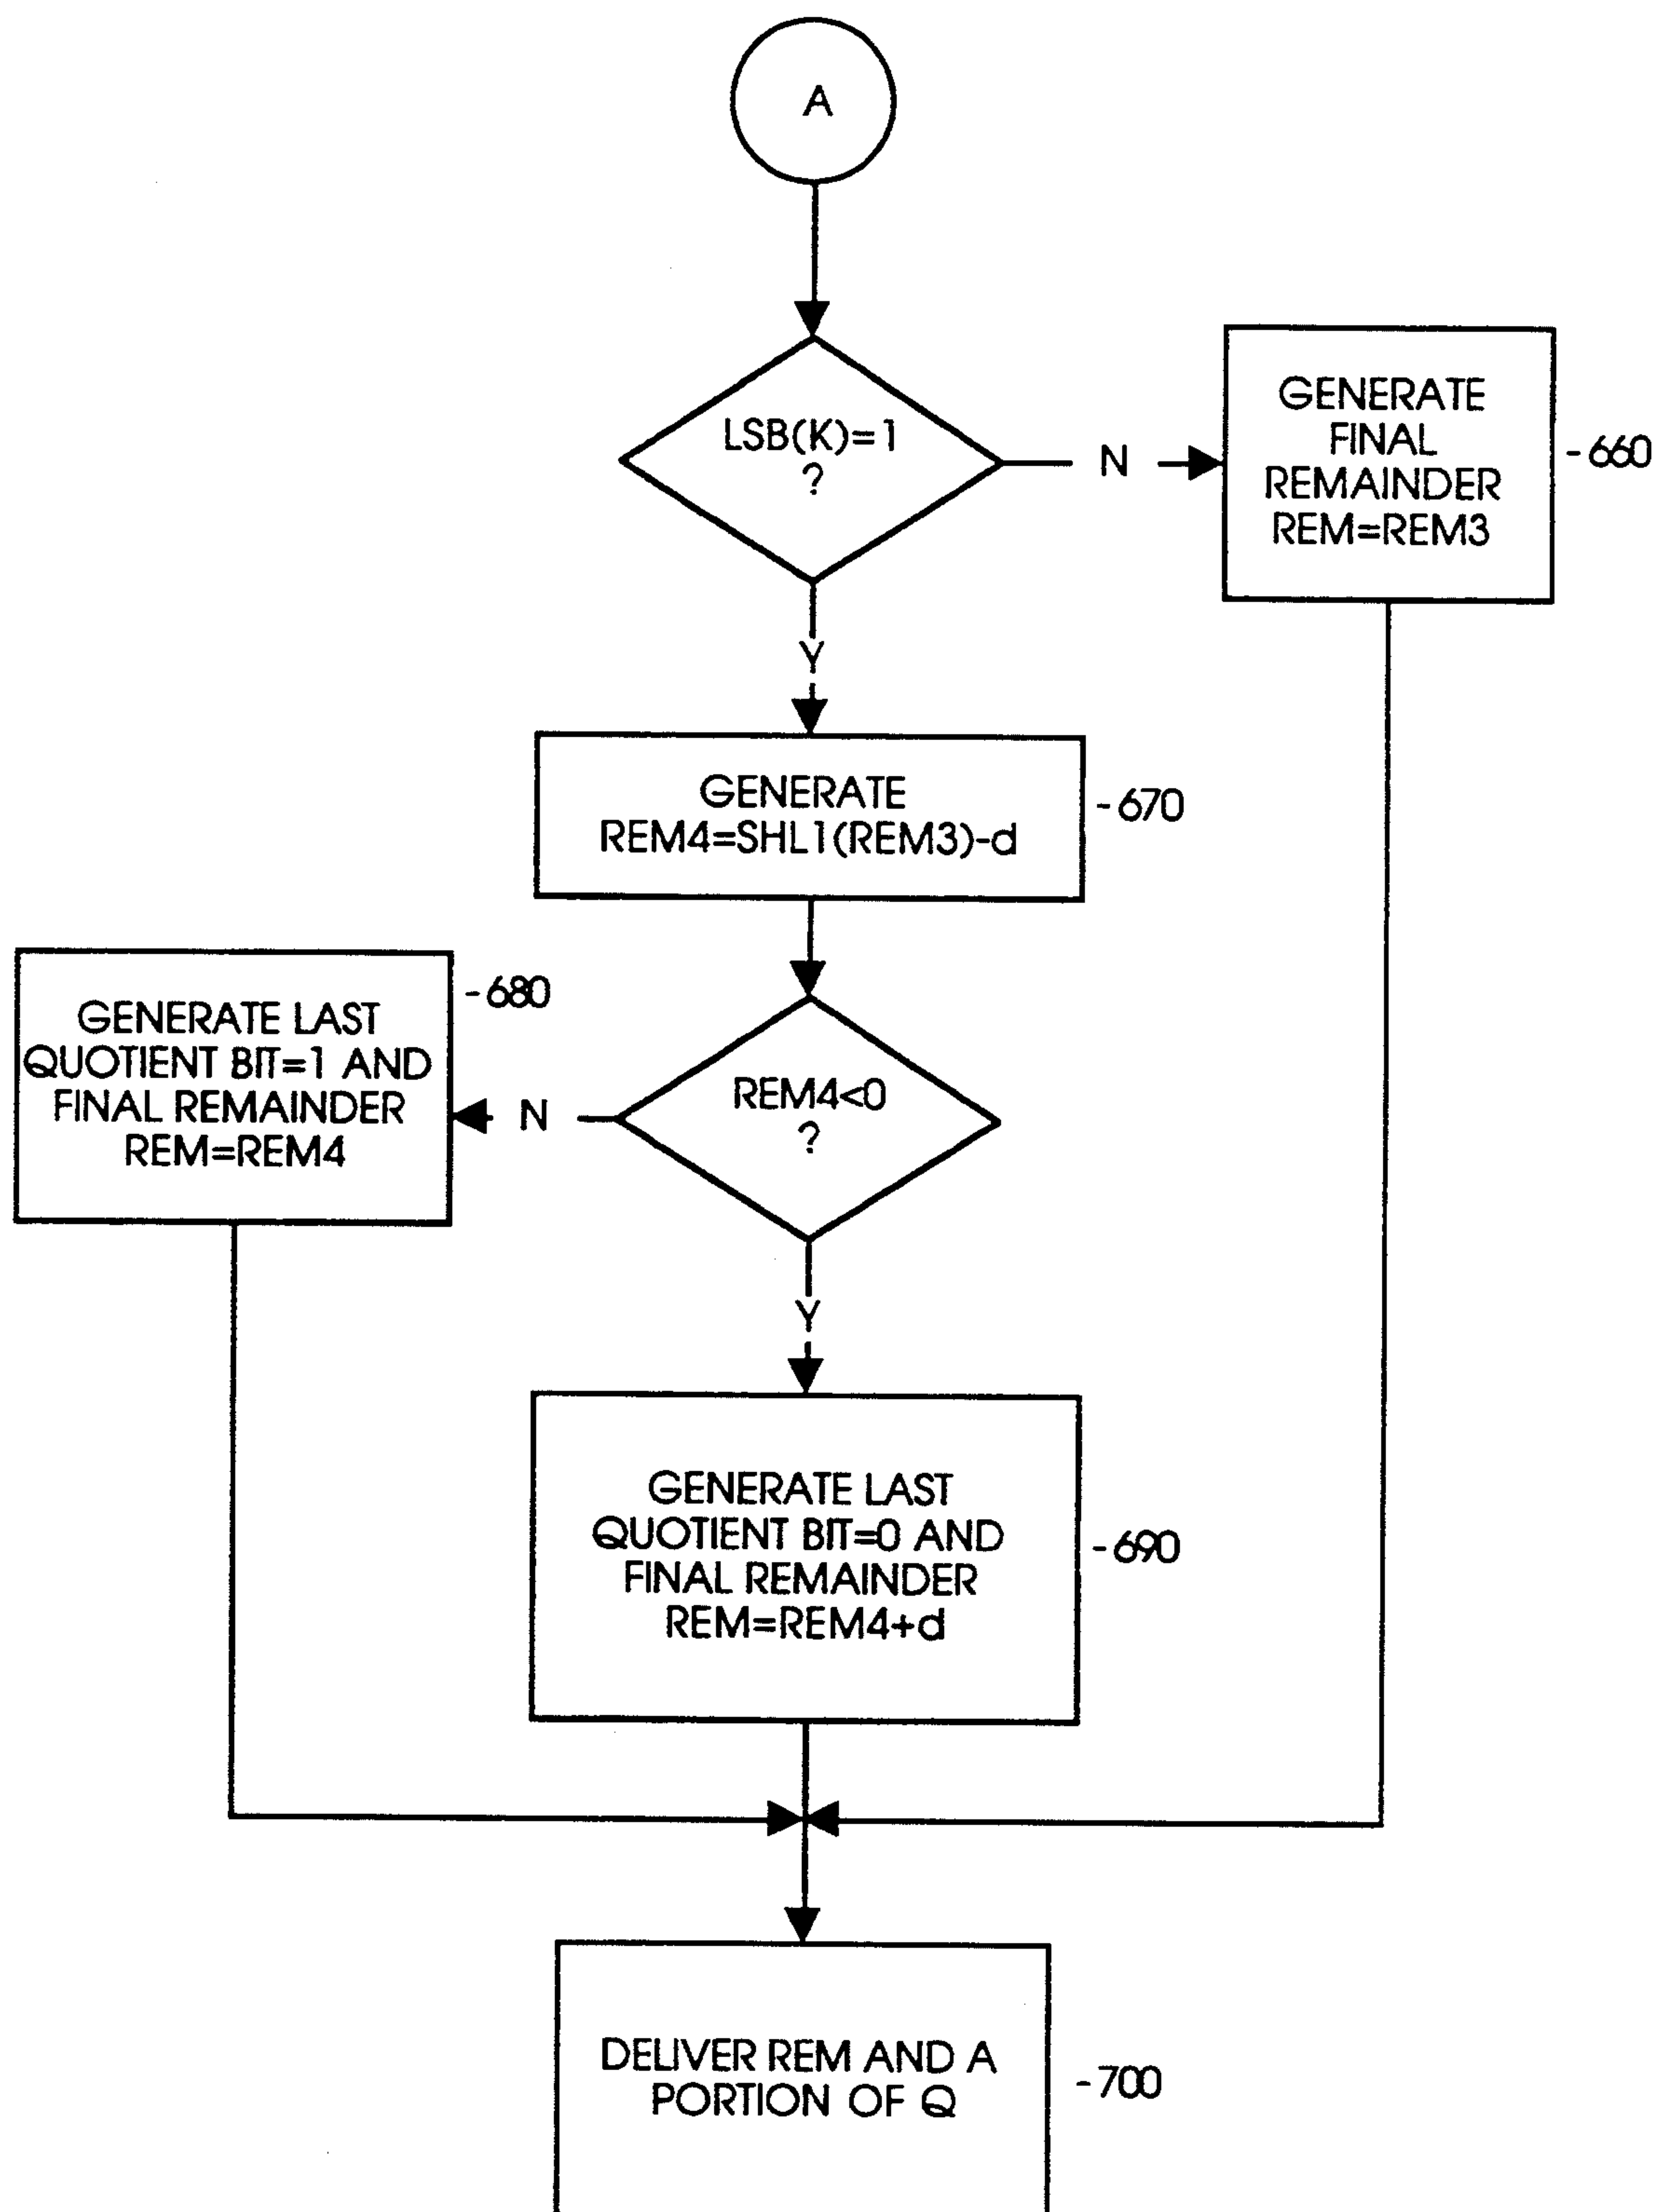 A
LSB(K)=1
?
N
GENERATE
FINAL
REMAINDER
REM=REM3
-660
Y
GENERATE
REM4=SHL1(REM3)-d
-670
GENERATE LAST
QUOTIENT BIT=1 AND
FINAL REMAINDER
REM=REM4
-680
N
REM4<0
?
Y
GENERATE LAST
QUOTIENT BIT=0 AND
FINAL REMAINDER
REM=REM4+d
-690
DELIVER REM AND A
PORTION OF Q
-700